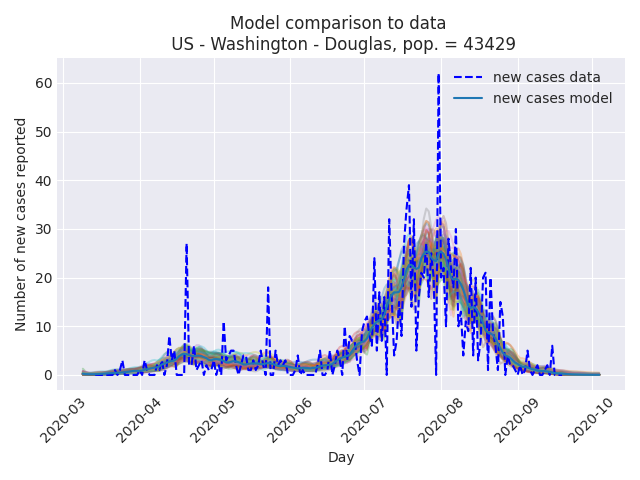 Model comparison to data
US - Washington - Douglas, pop. = 43429
new cases data
new cases model
Number of new cases reported
60
50
40
30
20
10
0
2020-03
2020-04
2020-05
2020-06
2020-07
2020-08
2020-09
2020-10
Day